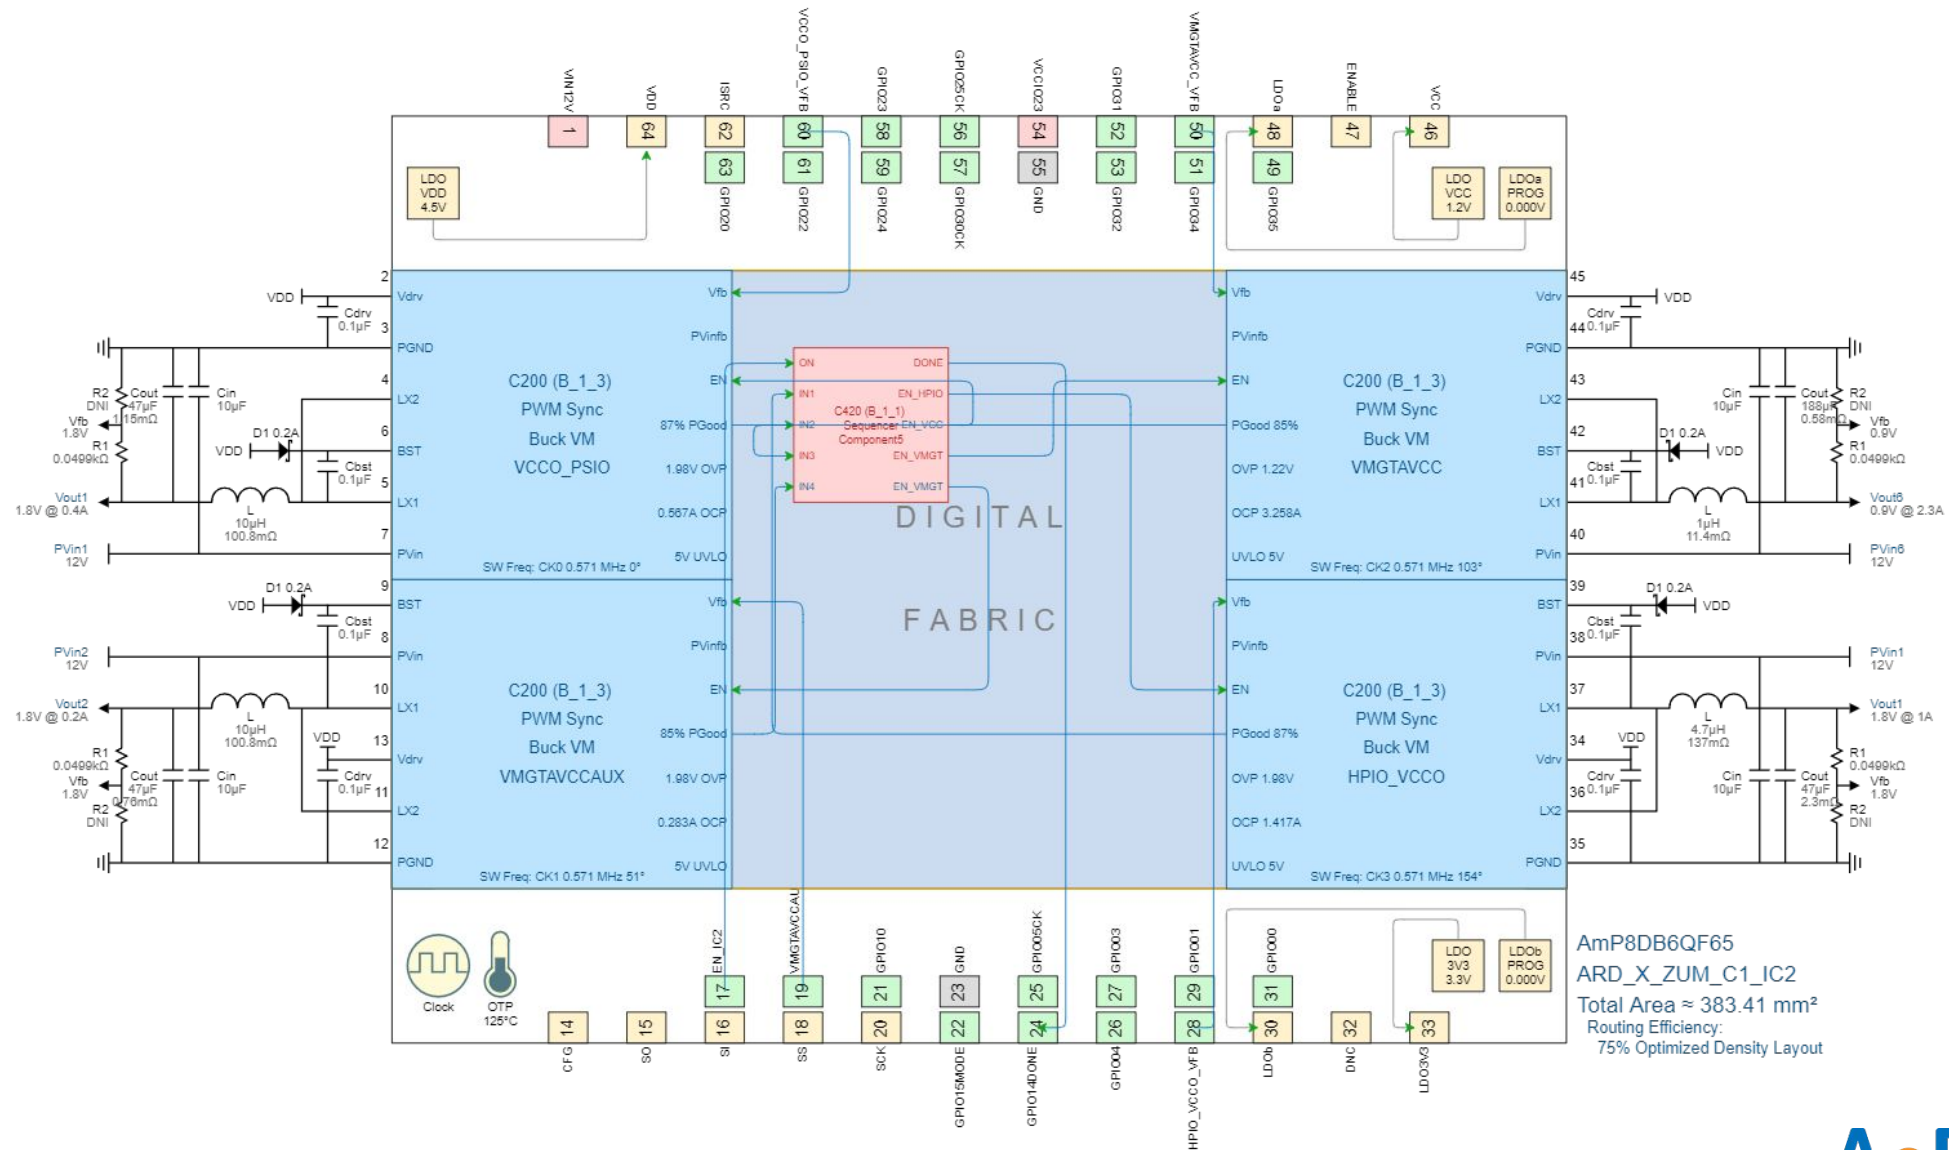 VIN12V
VDD
ISRC
VCCO_PSIO_VFB
GPIO23
GPIO25CK
VCCIO23
GPIO31
VMGTAVCC_VFB
LDOa
ENABLE
VCC
1
64
62
60
58
56
54
52
50
48
47
46
63
61
59
57
55
53
51
49
GPIO20
GPIO22
GPIO24
GPIO30CK
GND
GPIO32
GPIO34
GPIO35
LDO
VDD
4.5V
LDO
VCC
1.2V
LDOa
PROG
0.000V
2
VDD
Cdrv
0.1µF
3
R2
DNI
Cout
47µF
1.15mΩ
Cin
10µF
4
Vfb
1.8V
R1
0.0499kΩ
6
D1 0.2A
VDD
Cbst
0.1µF
5
Vout1
1.8V @ 0.4A
L
10µH
100.8mΩ
7
PVin1
12V
Vdrv
PGND
LX2
BST
LX1
PVin
C200 (B_1_3)
PWM Sync
Buck VM
VCCO_PSIO
Vfb
PVinfb
EN
87% PGood
1.98V OVP
0.567A OCP
5V UVLO
SW Freq: CK0 0.571 MHz 0°
ON
IN1
IN2
IN3
IN4
C420 (B_1_1)
Sequencer
Component5
DONE
EN_HPIO
EN_VCC
EN_VMGT
EN_VMGT
DIGITAL
FABRIC
Vfb
PVinfb
EN
PGood 85%
OVP 1.22V
OCP 3.258A
UVLO 5V
C200 (B_1_3)
PWM Sync
Buck VM
VMGTAVCC
SW Freq: CK2 0.571 MHz 103°
Vdrv
PGND
LX2
BST
LX1
PVin
45
VDD
Cdrv
0.1µF
44
43
Cin
10µF
Cout
188µF
0.58mΩ
R2
DNI
Vfb
0.9V
R1
0.0499kΩ
42
D1 0.2A
VDD
Cbst
0.1µF
41
Vout6
0.9V @ 2.3A
L
1µH
11.4mΩ
40
PVin6
12V
9
D1 0.2A
VDD
Cbst
0.1µF
8
PVin2
12V
10
Vout2
1.8V @ 0.2A
L
10µH
100.8mΩ
13
VDD
R1
0.0499kΩ
Vfb
1.8V
R2
DNI
Cout
47µF
0.76mΩ
Cin
10µF
Cdrv
0.1µF
11
12
BST
PVin
LX1
Vdrv
LX2
PGND
C200 (B_1_3)
PWM Sync
Buck VM
VMGTAVCCAUX
Vfb
PVinfb
EN
85% PGood
1.98V OVP
0.283A OCP
5V UVLO
SW Freq: CK1 0.571 MHz 51°
Vfb
PVinfb
EN
PGood 87%
OVP 1.98V
OCP 1.417A
UVLO 5V
C200 (B_1_3)
PWM Sync
Buck VM
HPIO_VCCO
SW Freq: CK3 0.571 MHz 154°
BST
PVin
LX1
Vdrv
LX2
PGND
39
D1 0.2A
VDD
Cbst
0.1µF
38
PVin1
12V
37
Vout1
1.8V @ 1A
L
4.7µH
137mΩ
34
VDD
R1
0.0499kΩ
Vfb
1.8V
R2
DNI
Cdrv
0.1µF
Cin
10µF
Cout
47µF
2.3mΩ
36
35
Clock
OTP
125°C
EN_IC2
VMGTAVCCAU
GPIO10
GND
GPIO05CK
GPIO03
GPIO01
GPIO00
17
19
21
23
25
27
29
31
14
15
16
18
20
22
24
26
28
30
32
33
CFG
SO
SI
SS
SCK
GPIO15MODE
GPIO14DONE
GPIO04
HPIO_VCCO_VFB
LDOb
DNC
LDO3V3
LDO
3V3
3.3V
LDOb
PROG
0.000V
AmP8DB6QF65
ARD_X_ZUM_C1_IC2
Total Area ≈ 383.41 mm²
Routing Efficiency:
75% Optimized Density Layout